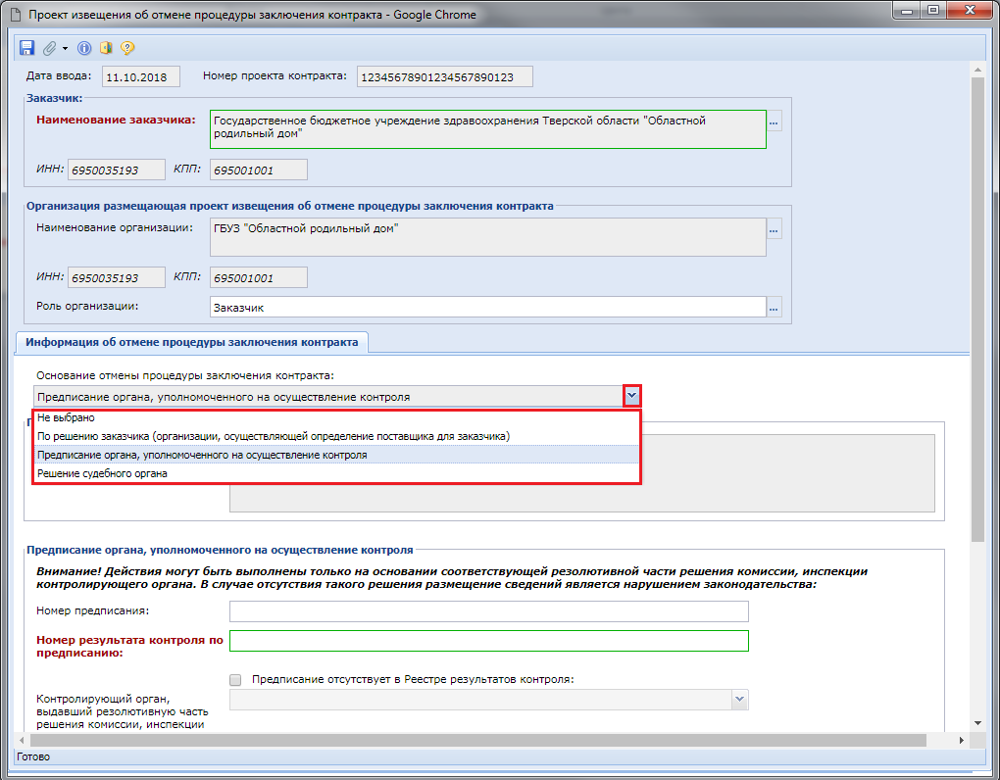 Проект извещения об отмене процедуры заключения контракта - Google Chrome
Дата ввода: 11.10.2018 Номер проекта контракта: 12345678901234567890123
Заказчик:
Наименование заказчика: Государственное бюджетное учреждение здравоохранения Тверской области "Областной
родильный дом"
ИНН: 6950035193 КПП: 695001001
Организация размещающая проект извещения об отмене процедуры заключения контракта
Наименование организации: ГБУЗ "Областной родильный дом"
ИНН: 6950035193 КПП: 695001001
Роль организации: Заказчик
Информация об отмене процедуры заключения контракта
Основание отмены процедуры заключения контракта:
Предписание органа, уполномоченного на осуществление контроля
Не выбрано
По решению заказчика (организации, осуществляющей определение поставщика для заказчика)
Предписание органа, уполномоченного на осуществление контроля
Решение судебного органа
Предписание органа, уполномоченного на осуществление контроля
Внимание! Действия могут быть выполнены только на основании соответствующей резолютивной части решения комиссии, инспекции
контролирующего органа. В случае отсутствия такого решения размещение сведений является нарушением законодательства:
Номер предписания:
Номер результата контроля по
предписанию:
Предписание отсутствует в Реестре результатов контроля:
Контролирующий орган,
выдавший резолютивную часть
решения комиссии, инспекции
Готово